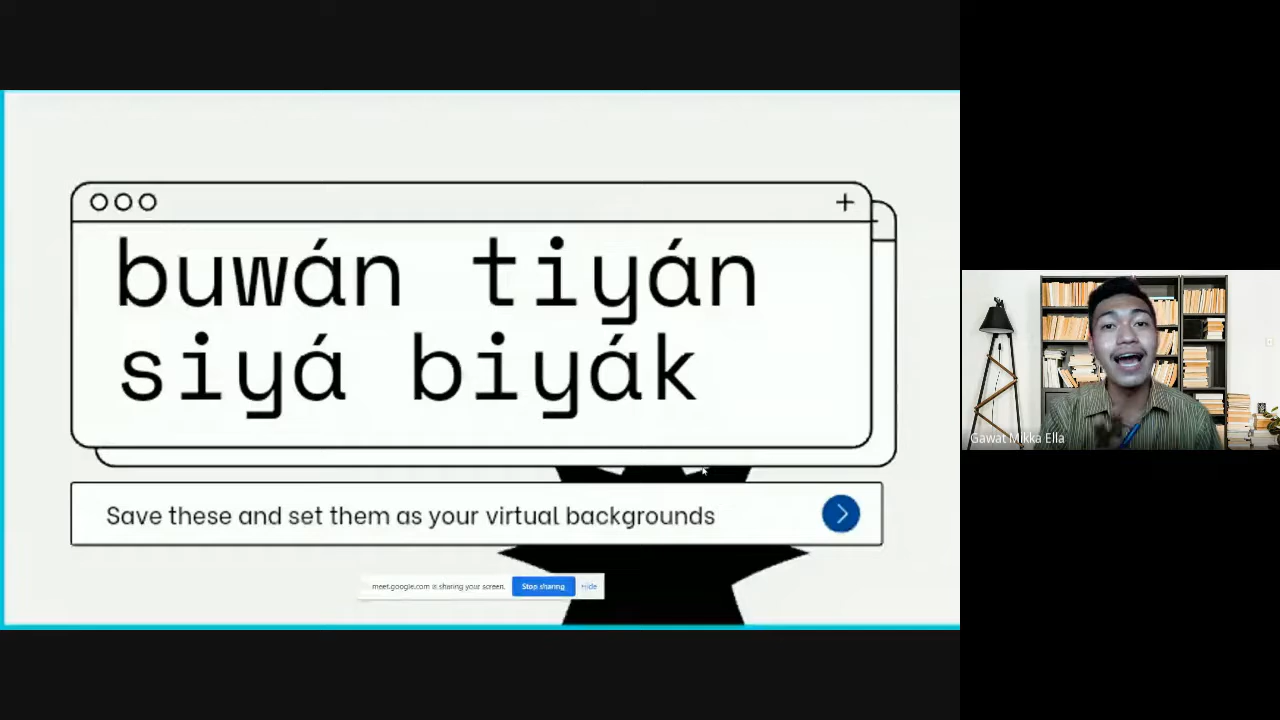 buwán tiyán
siyá biyák
Save these and set them as your virtual backgrounds
meet.google.com is sharing your screen. Stop sharing Hide
Gawat Mikka Ella